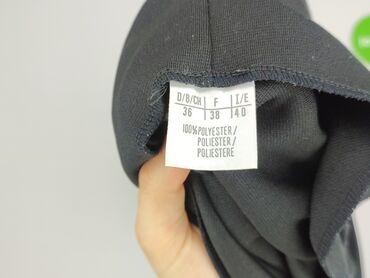 D/B/CH F I/E
36 38 40
100%POLYESTER/
POLIESTER/
POLIESTERE